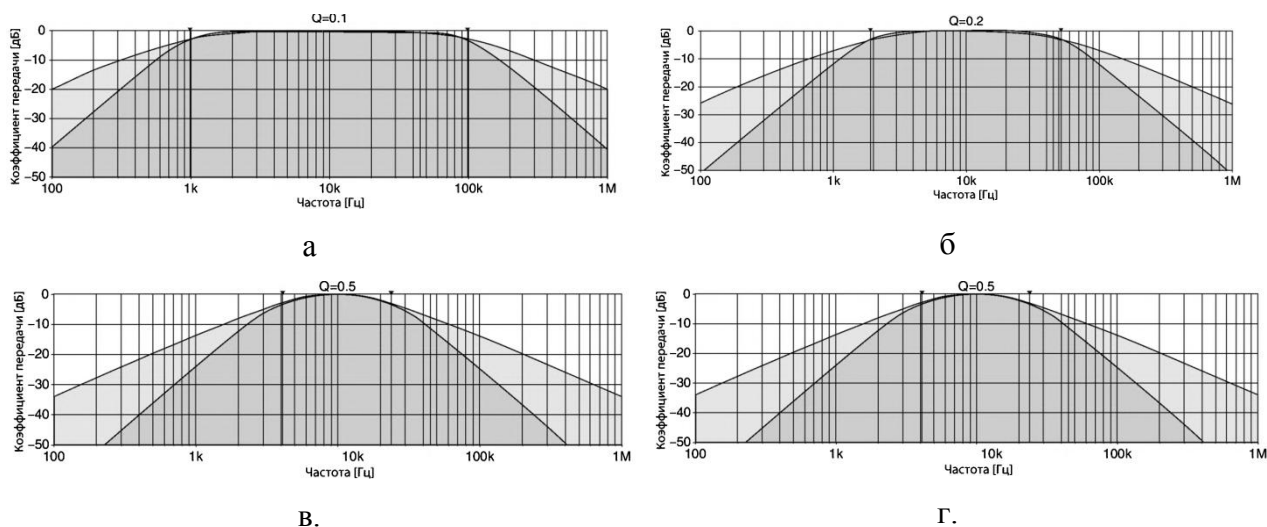 Q=0.1
Коэффициент передачи [дБ]
0
−10
−20
−30
−40
−50
100 1k 10k 100k 1M
Частота [Гц]
а
Q=0.2
Коэффициент передачи [дБ]
0
−10
−20
−30
−40
−50
100 1k 10k 100k 1M
Частота [Гц]
б
Q=0.5
Коэффициент передачи [дБ]
0
−10
−20
−30
−40
−50
100 1k 10k 100k 1M
Частота [Гц]
в.
Q=0.5
Коэффициент передачи [дБ]
0
−10
−20
−30
−40
−50
100 1k 10k 100k 1M
Частота [Гц]
г.